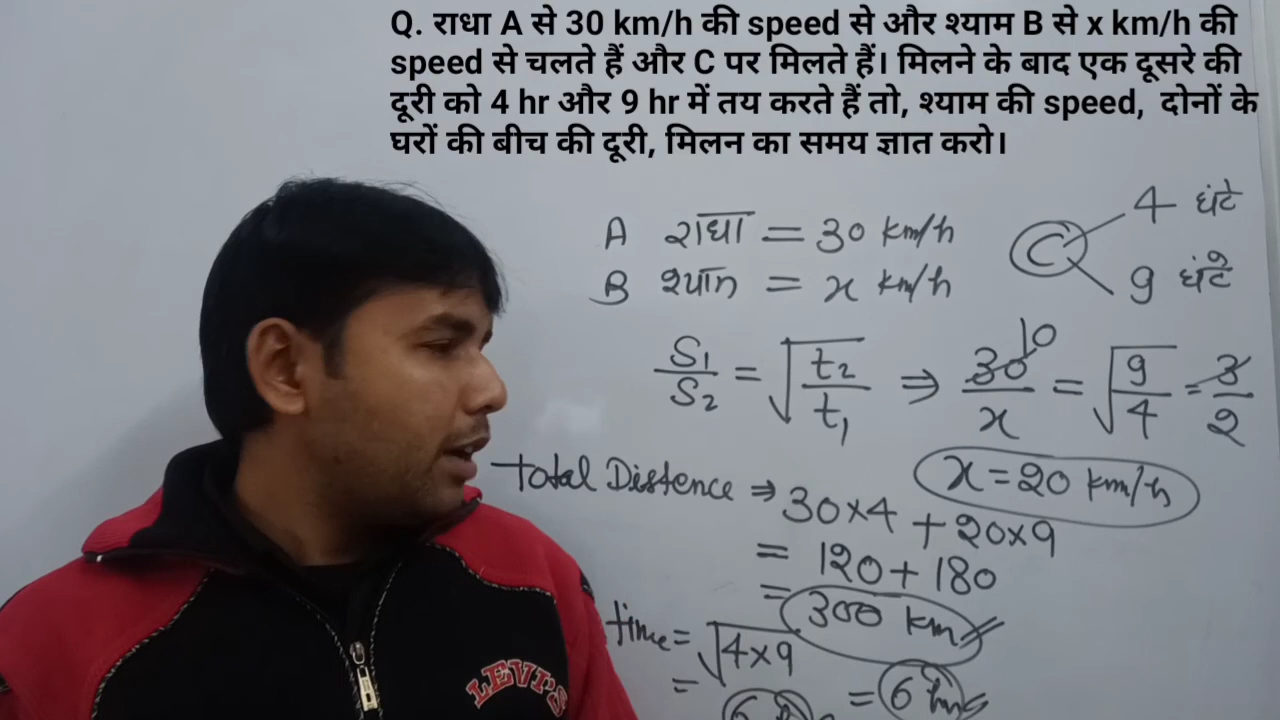 Q. राधा A से 30 km/h की speed से और श्याम B से x km/h की
speed से चलते हैं और C पर मिलते हैं। मिलने के बाद एक दूसरे की
दूरी को 4 hr और 9 hr में तय करते हैं तो, श्याम की speed, दोनों के
घरों की बीच की दूरी, मिलन का समय ज्ञात करो।
A राधा = 30 km/h
B श्याम = x km/h
C
4 घंटे
9 घंटे
S₁/S₂ = √(t₂/t₁) ⇒ 30/x = √(9/4) = 3/2
10
x = 20 km/h
Total Distence ⇒ 30×4 + 20×9
= 120 + 180
= 300 km
time = √4×9
= = 6 hrs
LEVI'S